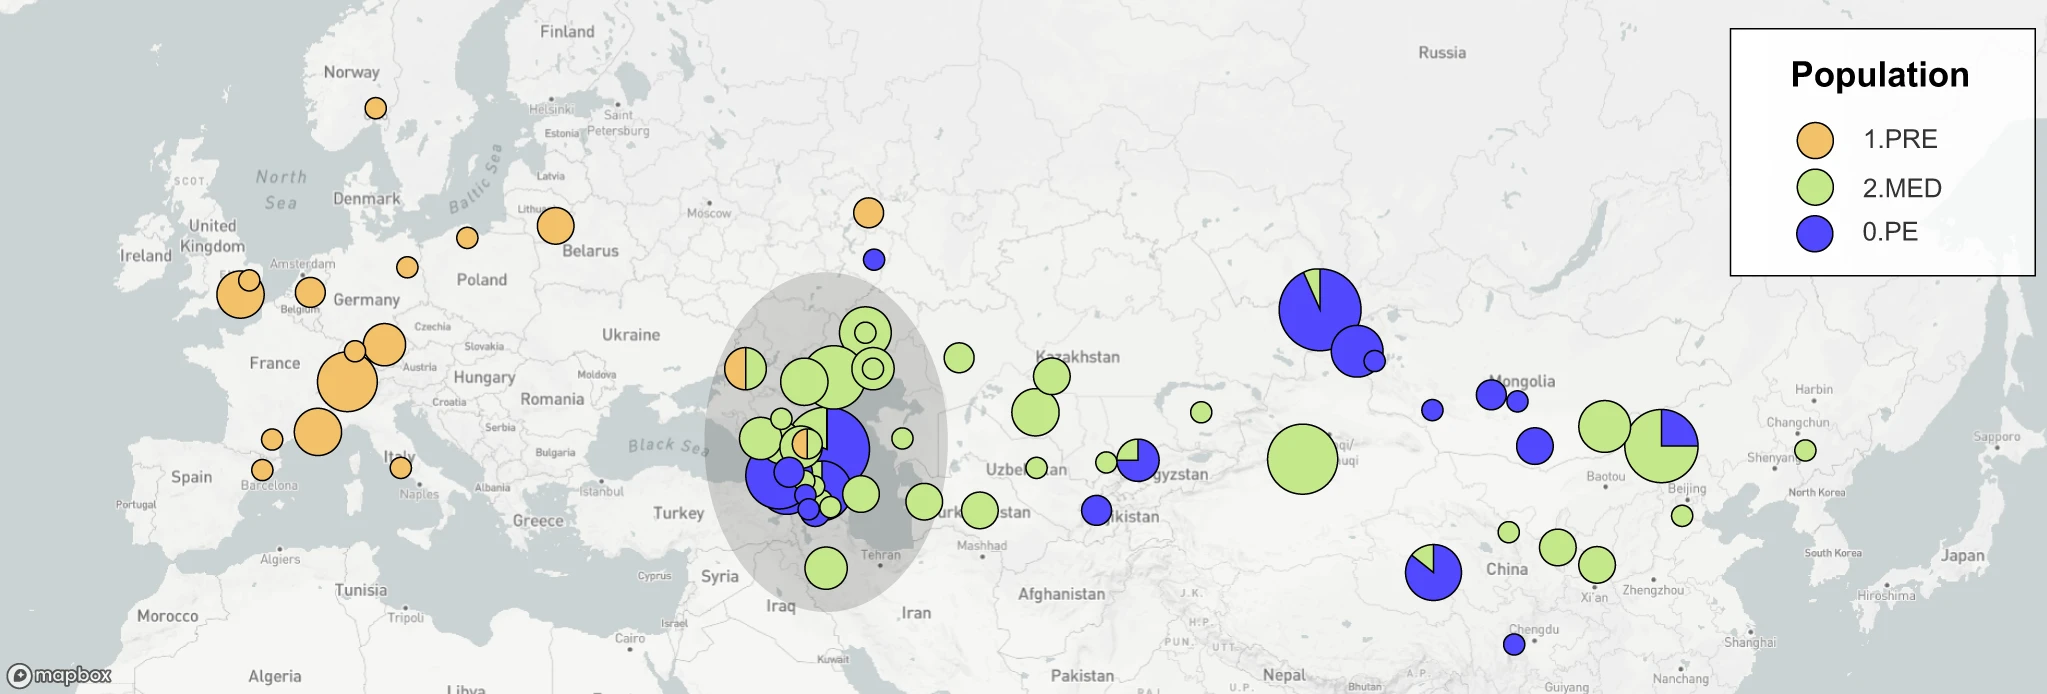 Population
1.PRE
2.MED
0.PE
Finland
Norway
Russia
Helsinki
Saint
Petersburg
Estonia
SCOT.
North
Sea
Baltic Sea
Latvia
Denmark
Moscow
United
Kingdom
Ireland
Belarus
Amsterdam
Poland
Germany
Belgium
Ukraine
Czechia
France
Slovakia
Austria
Hungary
Moldova
Kazakhstan
Mongolia
Harbin
Croatia
Romania
Changchun
Serbia
Sapporo
Black Sea
Bulgaria
Italy
Spain
Barcelona
Naples
Albania
Istanbul
Shenyang
Baotou
Beijing
North Korea
Portugal
Greece
Turkey
Algiers
Tehran
Mashhad
South Korea
Japan
Cyprus
Syria
China
Tunisia
Iraq
Afghanistan
J.K.
Xi'an
Zhengzhou
Hiroshima
Morocco
Tripoli
Iran
Israel
H.P.
Cairo
PUN.
UTT.
Chengdu
Shanghai
Kuwait
mapbox
Algeria
Libya
Pakistan
Nepal
A.P.
U.P.
Bhutan
Guiyang
Nanchang